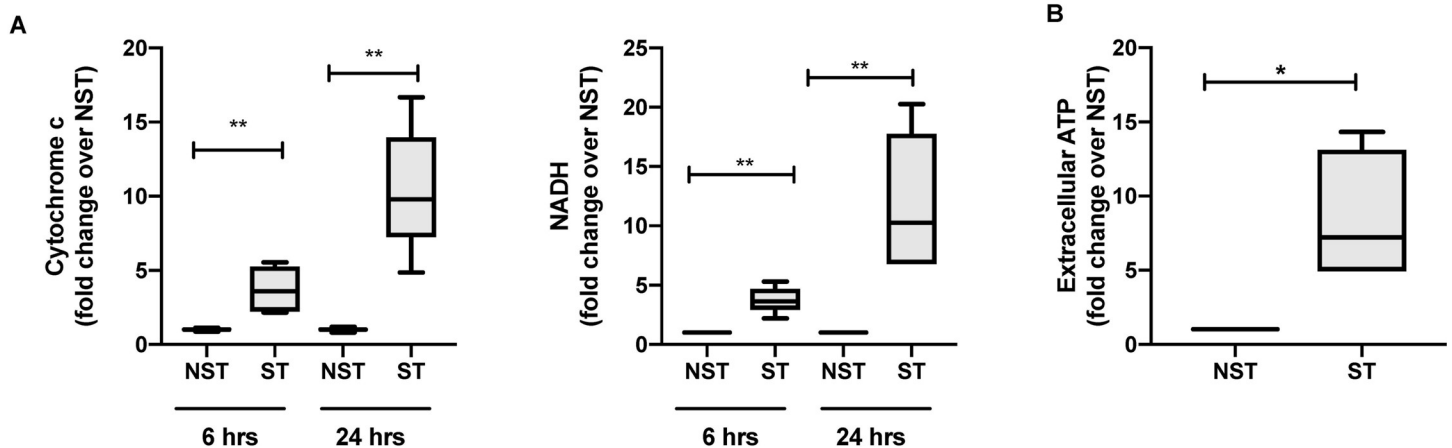 A
Cytochrome c
(fold change over NST)
20
15
10
5
0
**
**
NST
ST
NST
ST
6 hrs
24 hrs
NADH
(fold change over NST)
25
20
15
10
5
0
**
**
NST
ST
NST
ST
6 hrs
24 hrs
B
Extracellular ATP
(fold change over NST)
20
15
10
5
0
*
NST
ST